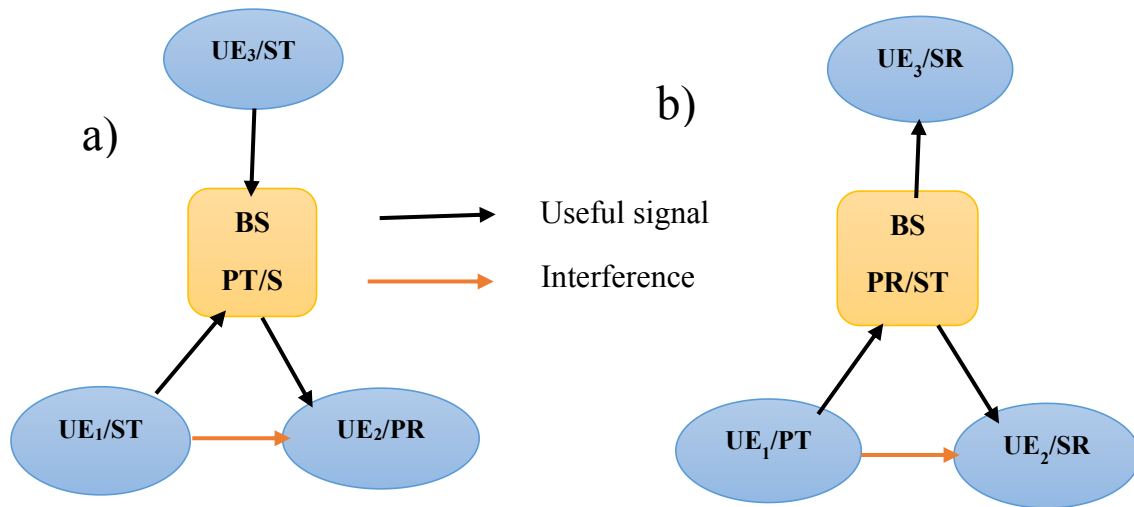 a)
UE₃/ST
BS
PT/S
UE₁/ST
UE₂/PR
Useful signal
Interference
b)
UE₃/SR
BS
PR/ST
UE₁/PT
UE₂/SR